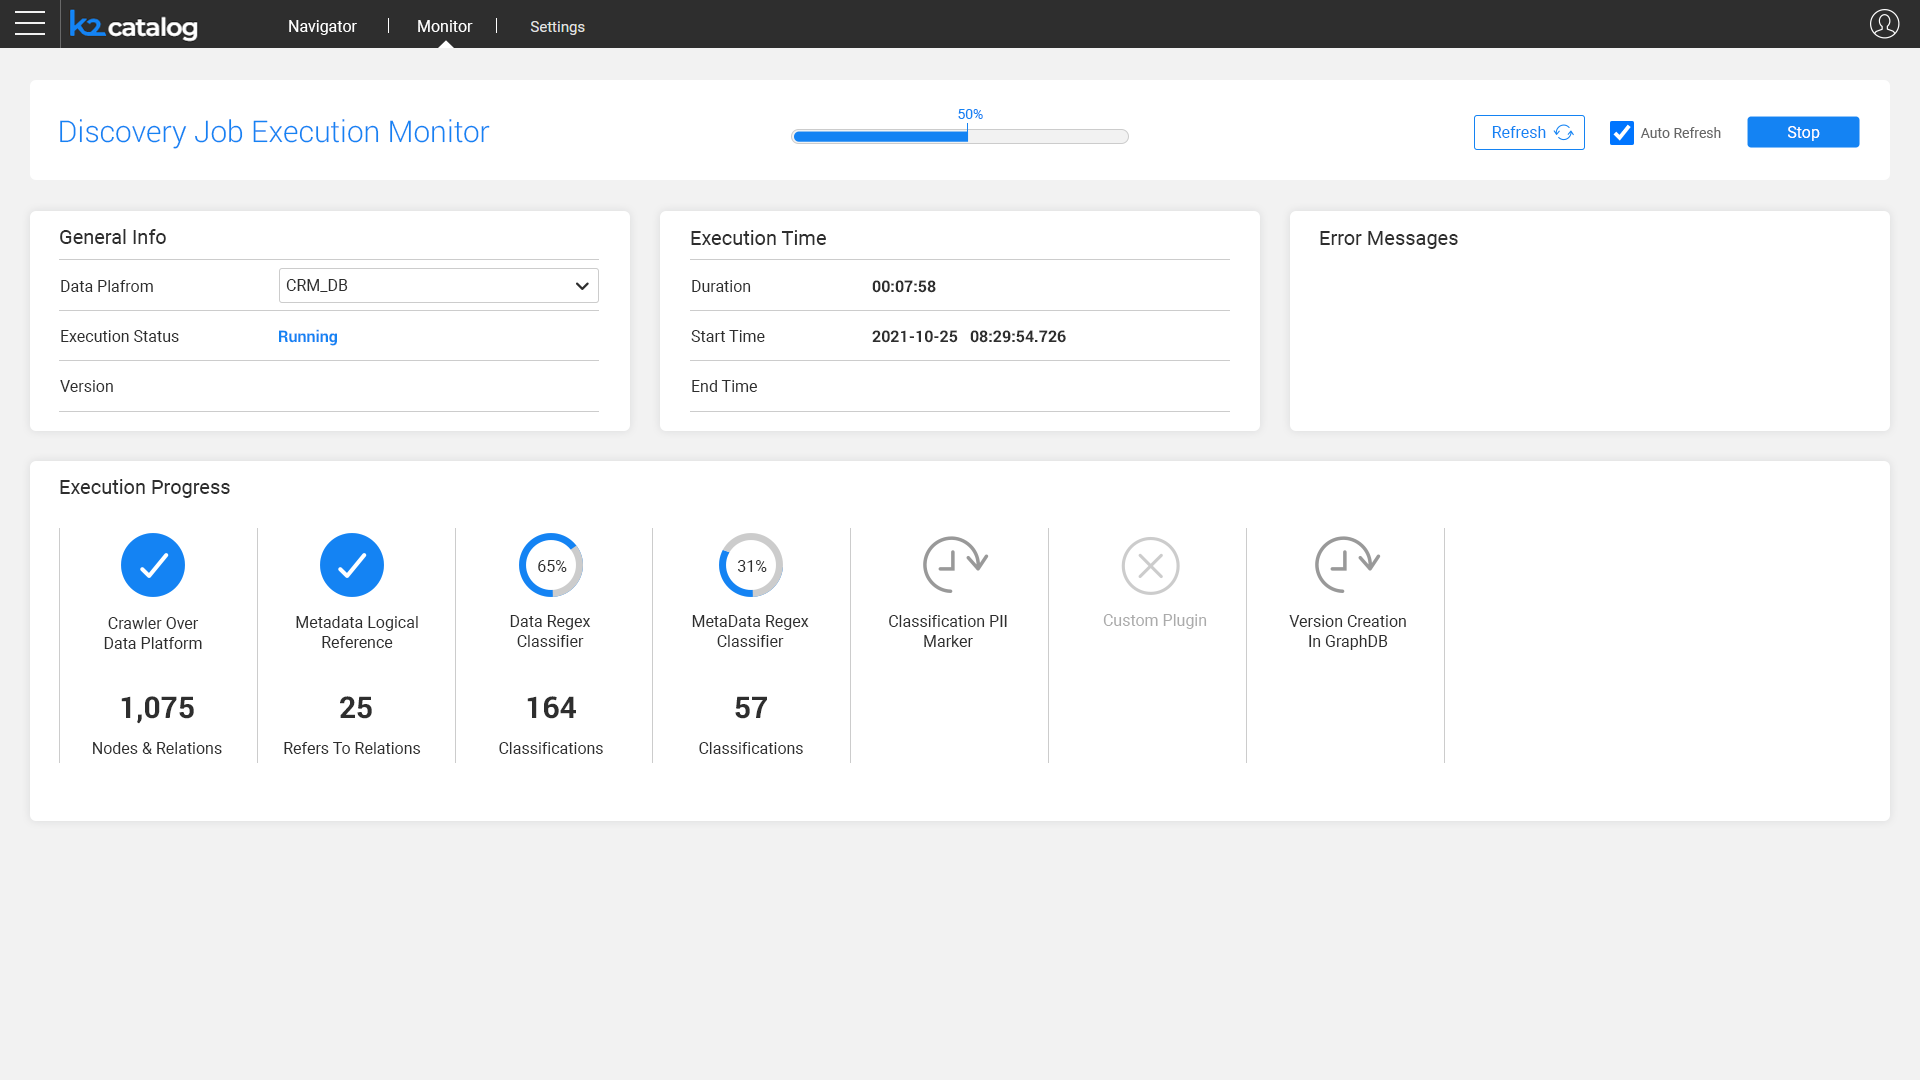 k2catalog
Navigator | Monitor | Settings
Discovery Job Execution Monitor
50%
Refresh
Auto Refresh
Stop
General Info
Data Plafrom CRM_DB
Execution Status Running
Version
Execution Time
Duration 00:07:58
Start Time 2021-10-25 08:29:54.726
End Time
Error Messages
Execution Progress
Crawler Over
Data Platform
1,075
Nodes & Relations
Metadata Logical
Reference
25
Refers To Relations
65%
Data Regex
Classifier
164
Classifications
31%
MetaData Regex
Classifier
57
Classifications
Classification PII
Marker
Custom Plugin
Version Creation
In GraphDB